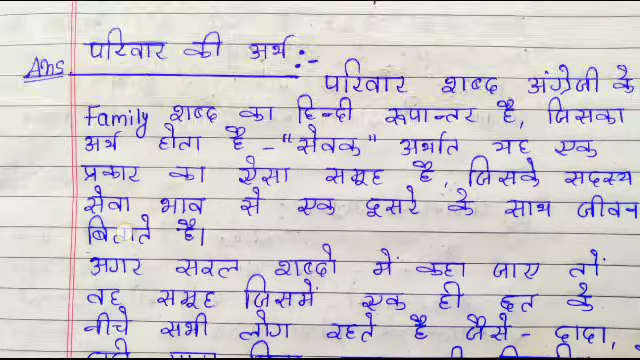 परिवार की अर्थ :-
Ans
परिवार शब्द अंग्रेजी के
Family शब्द का हिन्दी रूपान्तर है, जिसका
अर्थ होता है - "सेवक" अर्थात यह एक
प्रकार का ऐसा समूह है, जिसके सदस्य
सेवा भाव से एक दूसरे के साथ जीवन
बिताते है।
अगर सरल शब्दो में कहा जाए तों
वह समूह जिसमें एक ही छत के
नीचे सभी लोग रहते है जैसे - दादा,